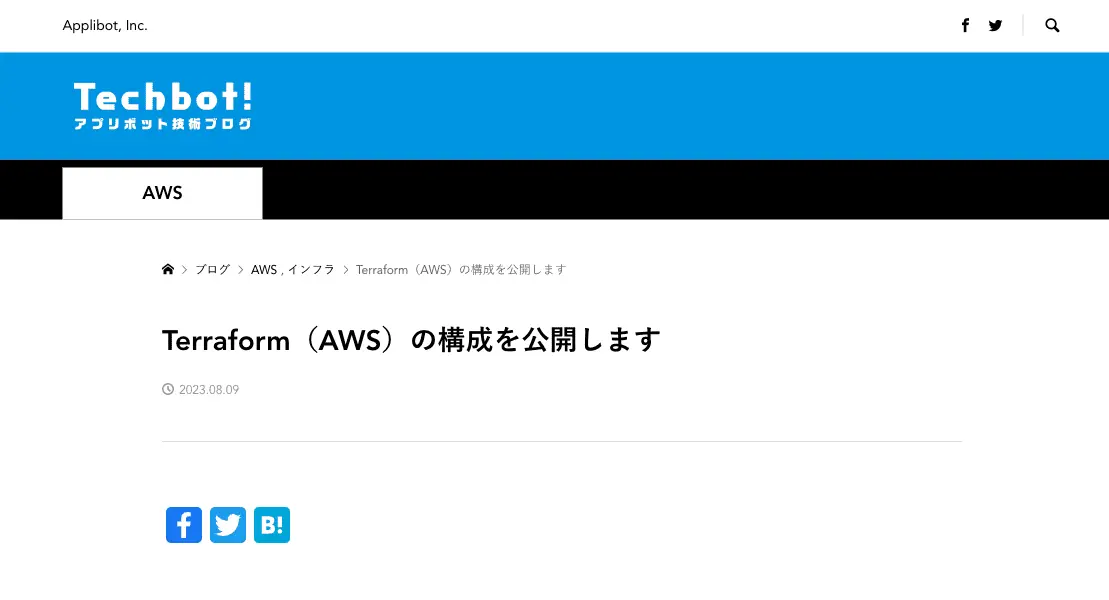 Applibot, Inc.
Techbot!
アプリボット技術ブログ
AWS
ブログ AWS , インフラ Terraform（AWS）の構成を公開します
Terraform（AWS）の構成を公開します
2023.08.09
B!